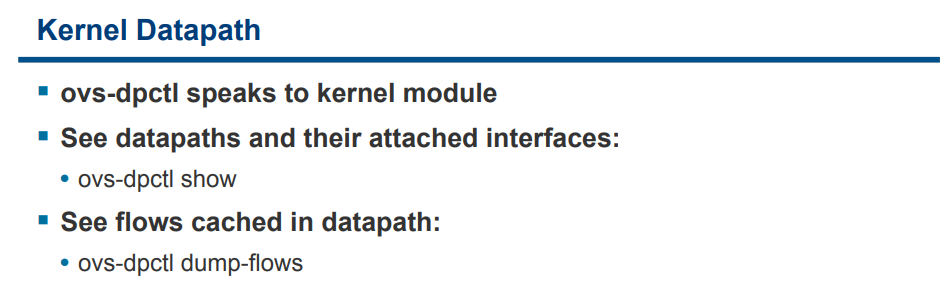 Kernel Datapath
ovs-dpctl speaks to kernel module
See datapaths and their attached interfaces:
ovs-dpctl show
See flows cached in datapath:
ovs-dpctl dump-flows